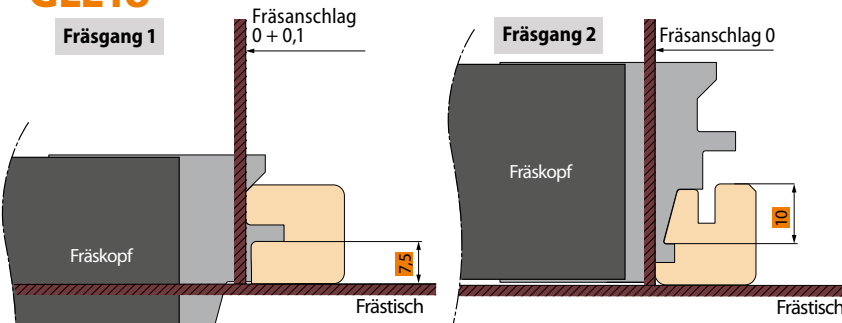 Fräsgang 1
Fräsanschlag
0 + 0,1
Fräskopf
7,5
Frästisch
Fräsgang 2
Fräsanschlag 0
Fräskopf
10
Frästisch